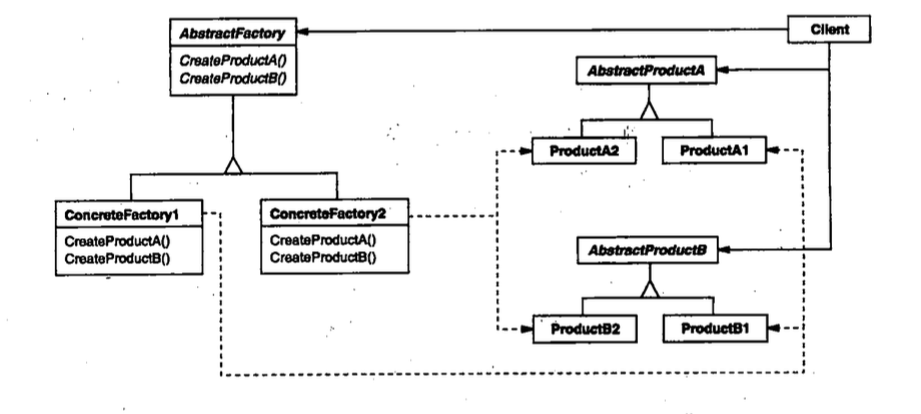 AbstractFactory
CreateProductA()
CreateProductB()
Client
AbstractProductA
ProductA2
ProductA1
ConcreteFactory1
CreateProductA()
CreateProductB()
ConcreteFactory2
CreateProductA()
CreateProductB()
AbstractProductB
ProductB2
ProductB1